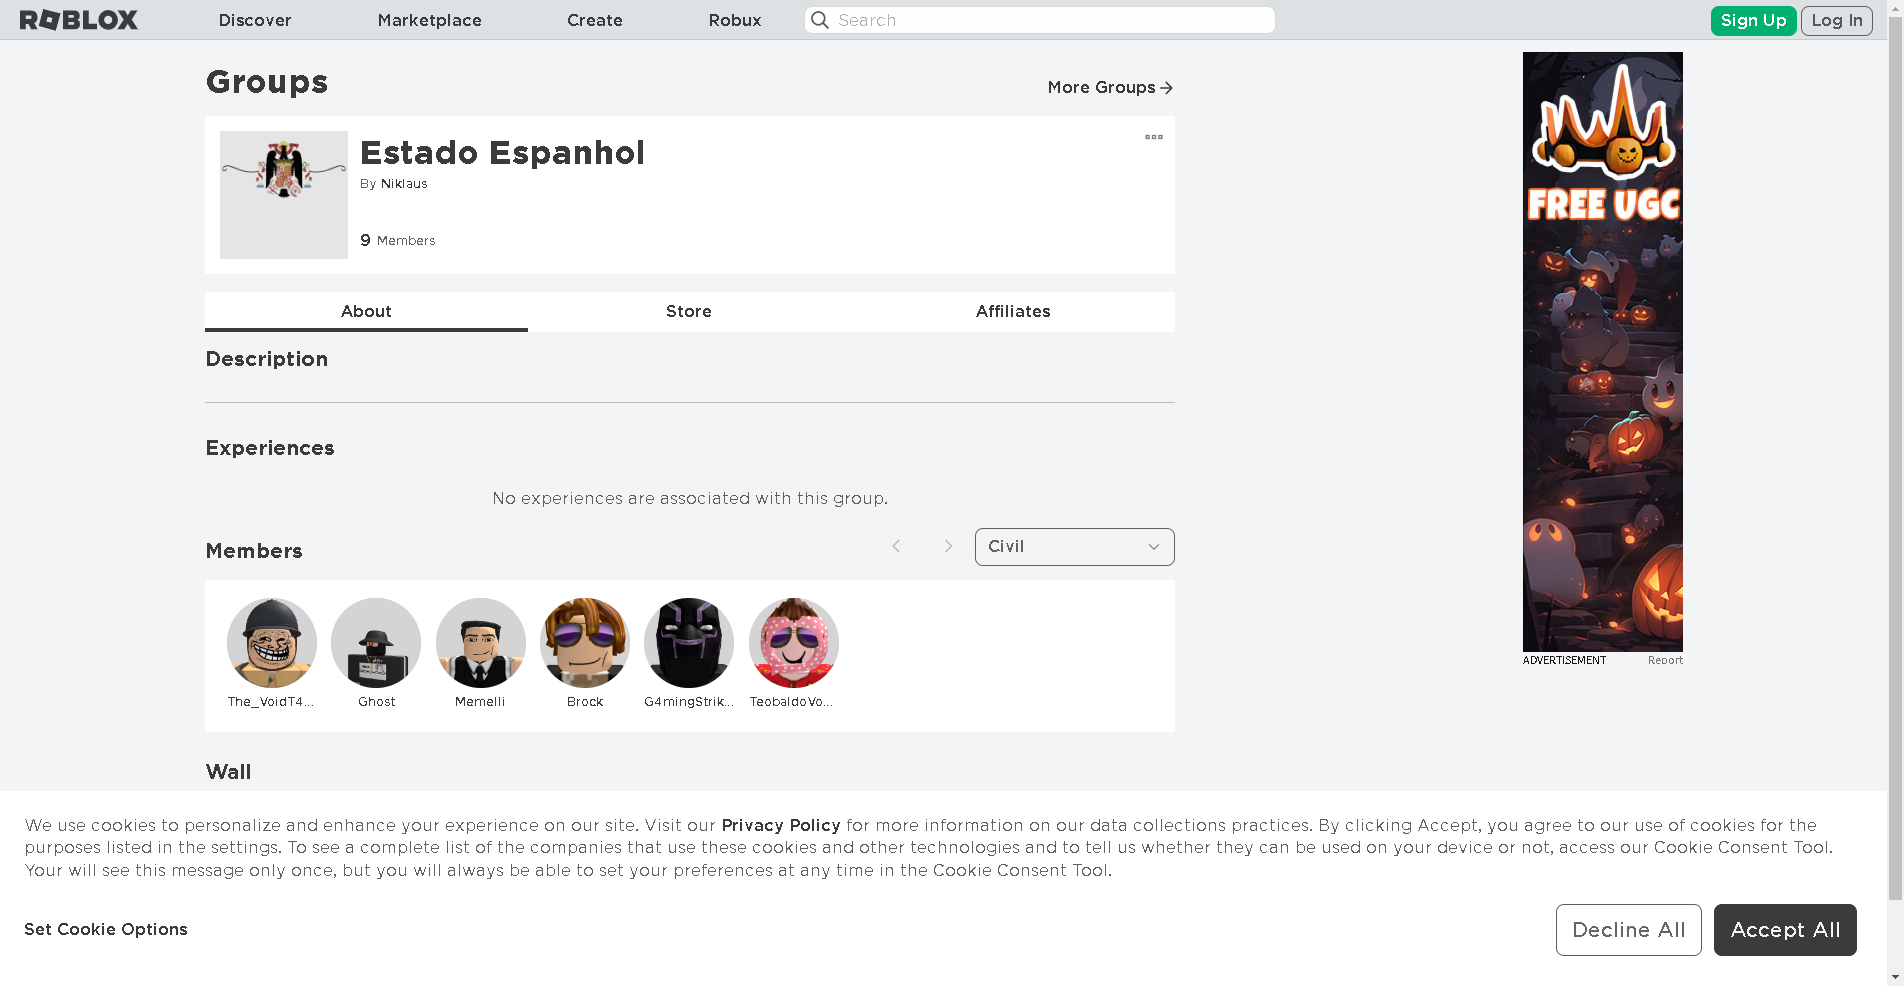 ROBLOX
Discover
Marketplace
Create
Robux
Search
Sign Up
Log In
Groups
More Groups
Estado Espanhol
By Niklaus
9 Members
About
Store
Affiliates
Description
Experiences
No experiences are associated with this group.
Members
Civil
The_VoidT4...
Ghost
Memelli
Brock
G4mingStrik...
TeobaldoVo...
Wall
FREE UGC
ADVERTISEMENT
Report
We use cookies to personalize and enhance your experience on our site. Visit our Privacy Policy for more information on our data collections practices. By clicking Accept, you agree to our use of cookies for the
purposes listed in the settings. To see a complete list of the companies that use these cookies and other technologies and to tell us whether they can be used on your device or not, access our Cookie Consent Tool.
Your will see this message only once, but you will always be able to set your preferences at any time in the Cookie Consent Tool.
Set Cookie Options
Decline All
Accept All